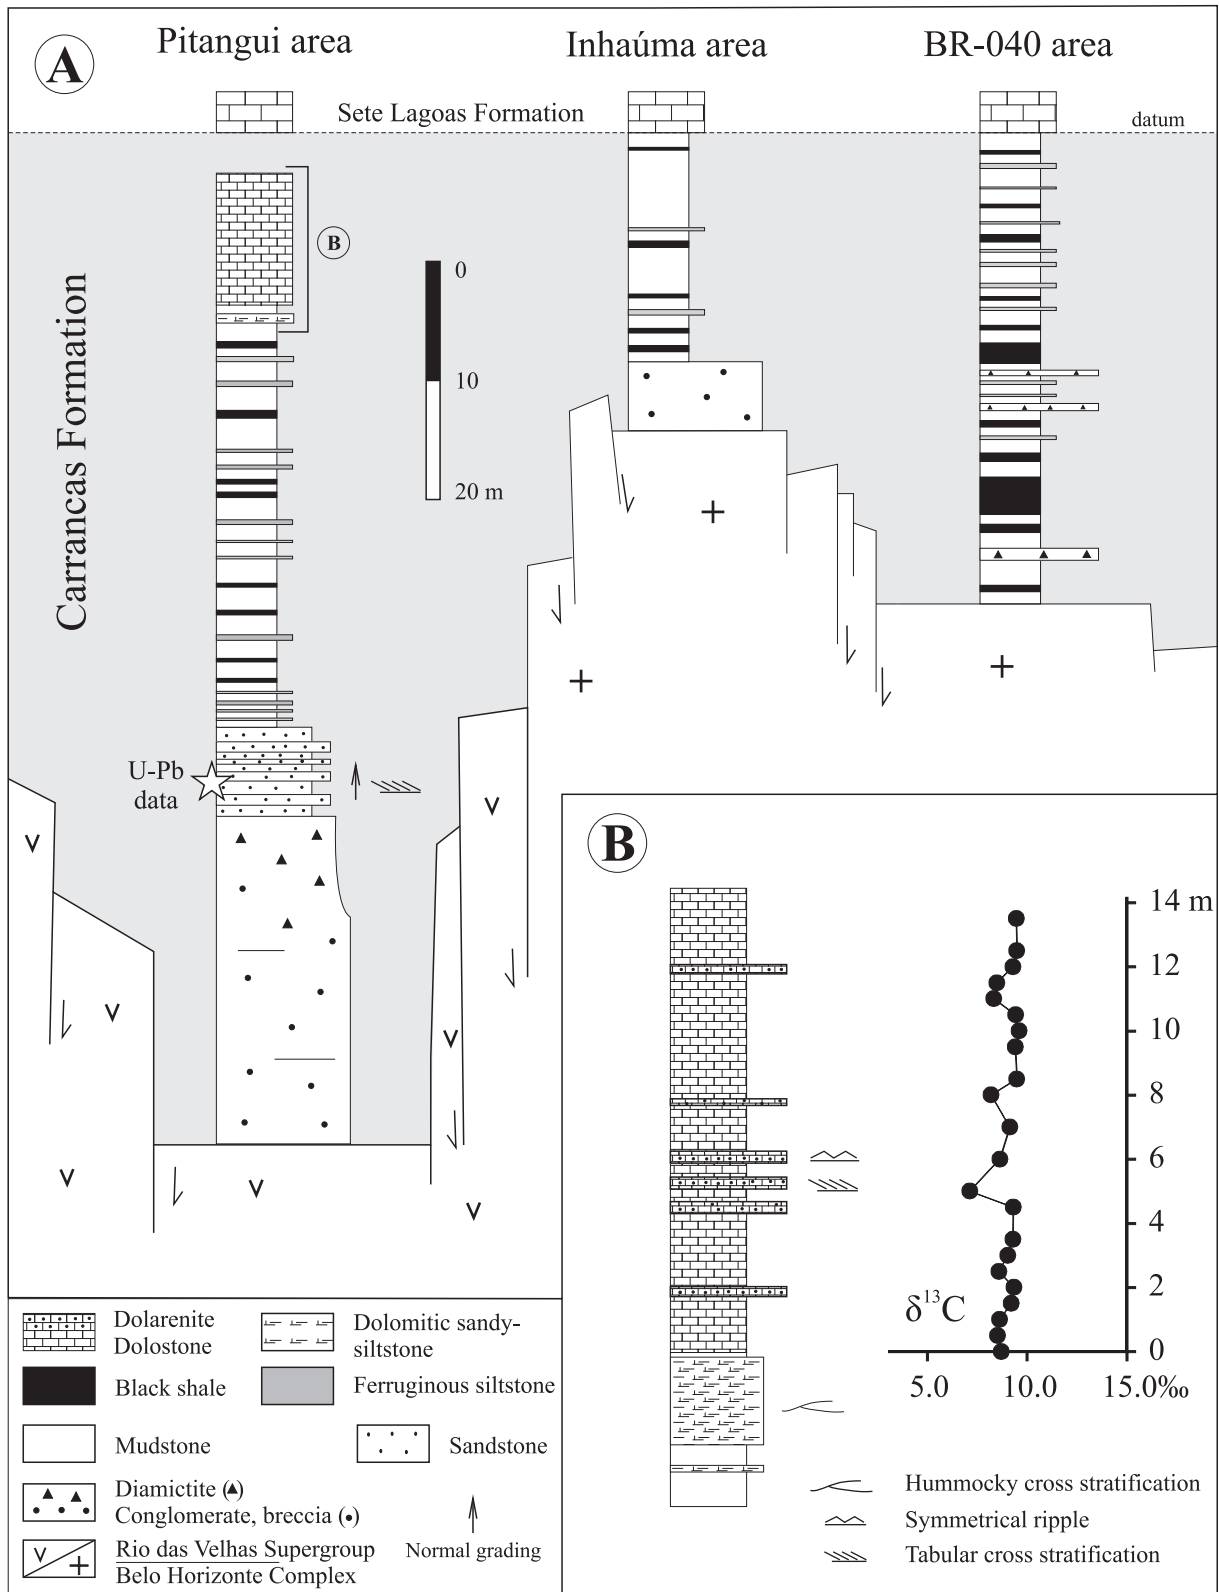 A
Pitangui area
Inhaúma area
BR-040 area
Sete Lagoas Formation
datum
B
0
10
20 m
Carrancas Formation
U-Pb
data
B
14 m
12
10
8
6
4
2
0
δ13C
5.0
10.0
15.0‰
Dolarenite
Dolostone
Dolomitic sandy-
siltstone
Black shale
Ferruginous siltstone
Mudstone
Sandstone
Diamictite (▲)
Conglomerate, breccia (•)
Normal grading
Rio das Velhas Supergroup
Belo Horizonte Complex
Hummocky cross stratification
Symmetrical ripple
Tabular cross stratification